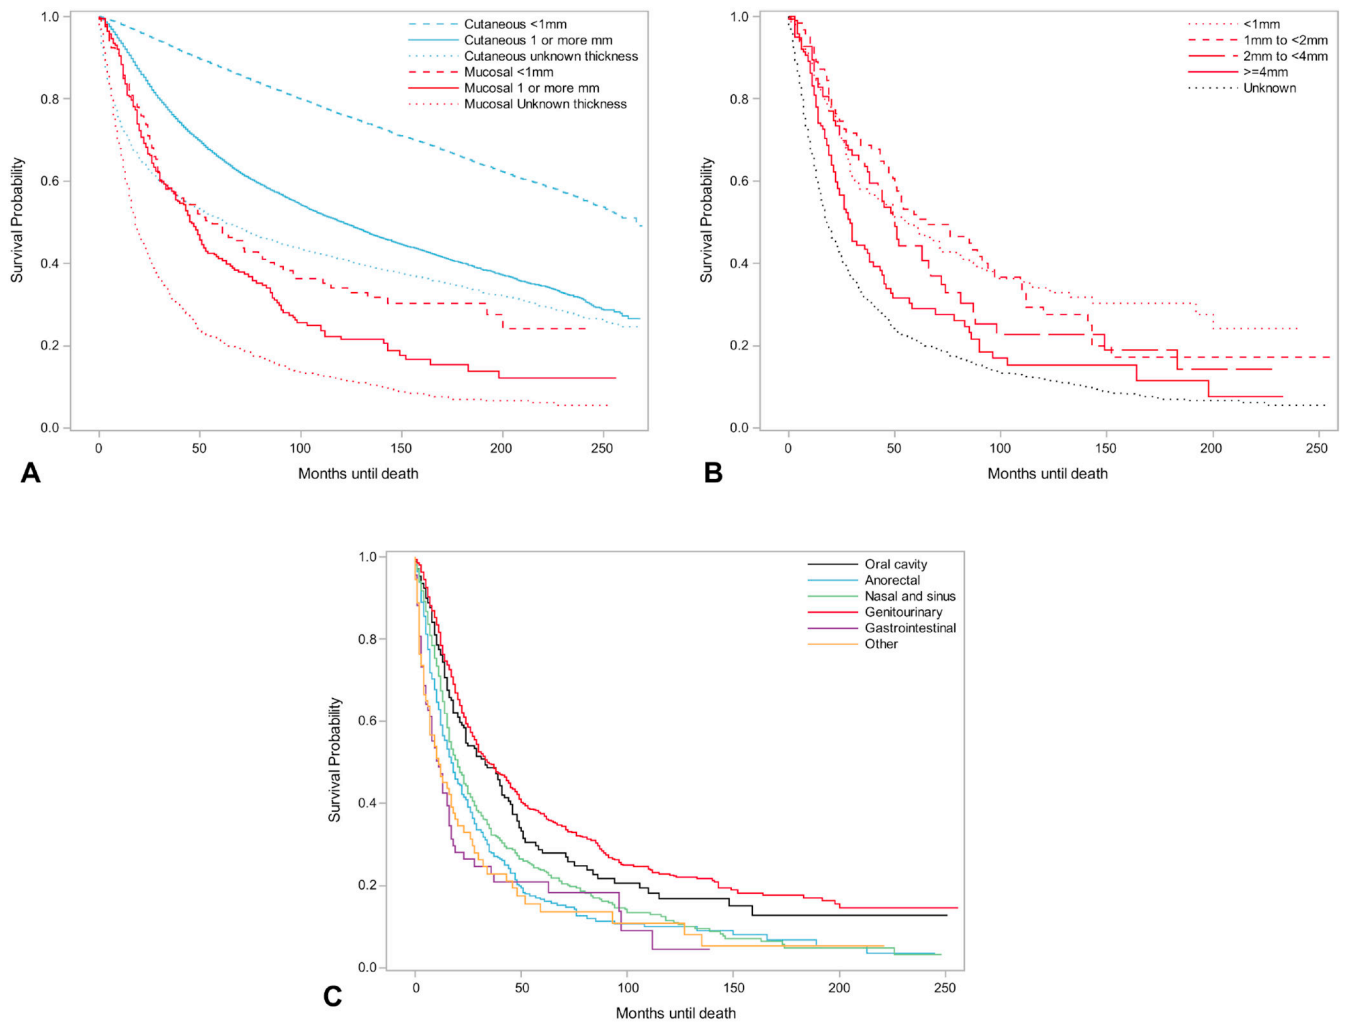 1.0
0.8
0.6
0.4
0.2
0.0
Survival Probability
0
50
100
150
200
250
Months until death
Cutaneous <1mm
Cutaneous 1 or more mm
Cutaneous unknown thickness
Mucosal <1mm
Mucosal 1 or more mm
Mucosal Unknown thickness
A
1.0
0.8
0.6
0.4
0.2
0.0
Survival Probability
0
50
100
150
200
250
Months until death
<1mm
1mm to <2mm
2mm to <4mm
>=4mm
Unknown
B
1.0
0.8
0.6
0.4
0.2
0.0
Survival Probability
0
50
100
150
200
250
Months until death
Oral cavity
Anorectal
Nasal and sinus
Genitourinary
Gastrointestinal
Other
C